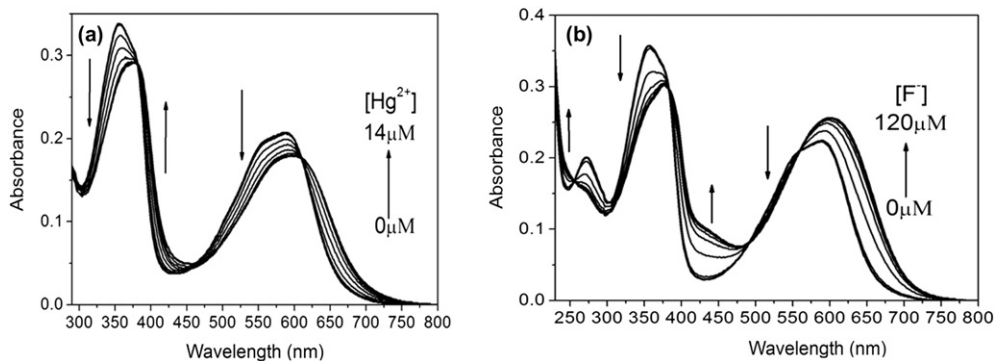 (a)
[Hg2+]
14μM
0μM
0.3
0.2
0.1
0.0
Absorbance
300 350 400 450 500 550 600 650 700 750 800
Wavelength (nm)
(b)
[F-]
120μM
0μM
0.4
0.3
0.2
0.1
0.0
Absorbance
250 300 350 400 450 500 550 600 650 700 750 800
Wavelength (nm)